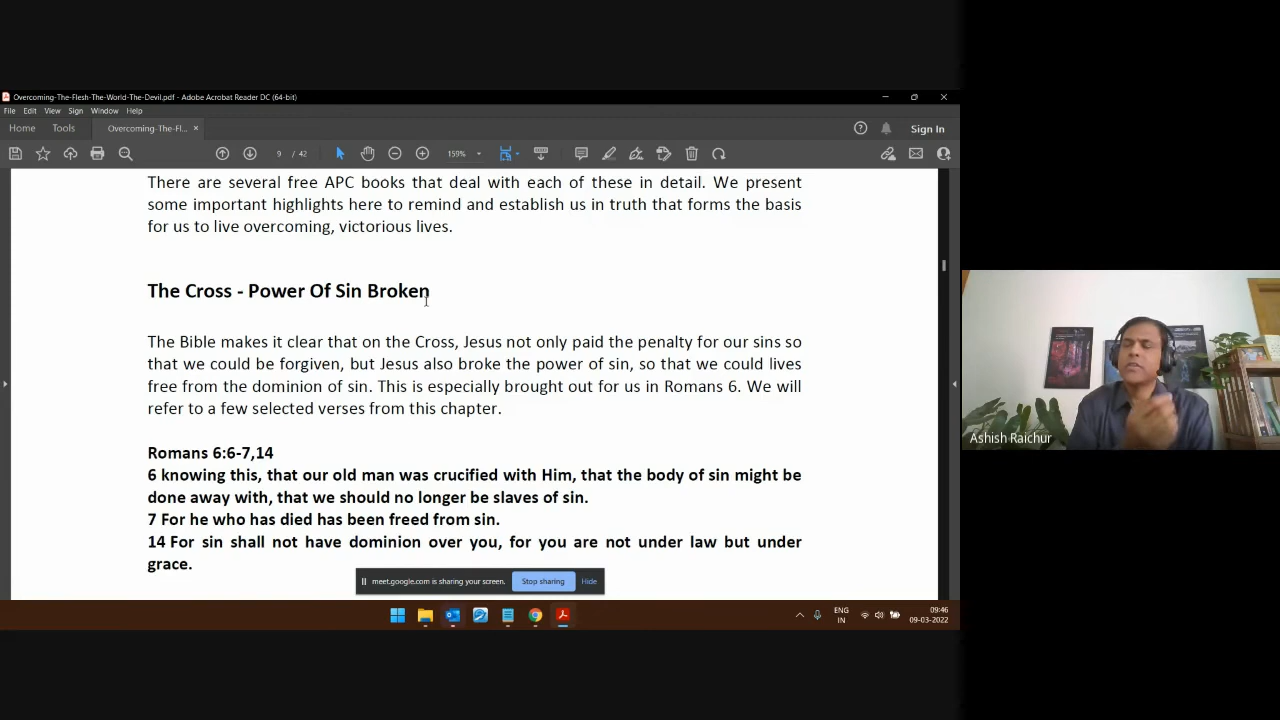 Overcoming-The-Flesh-The-World-The-Devil.pdf - Adobe Acrobat Reader DC (64-bit)
File Edit View Sign Window Help
Home Tools Overcoming-The-Fl... × Sign In
9 / 42 159%
There are several free APC books that deal with each of these in detail. We present
some important highlights here to remind and establish us in truth that forms the basis
for us to live overcoming, victorious lives.
The Cross - Power Of Sin Broken
The Bible makes it clear that on the Cross, Jesus not only paid the penalty for our sins so
that we could be forgiven, but Jesus also broke the power of sin, so that we could lives
free from the dominion of sin. This is especially brought out for us in Romans 6. We will
refer to a few selected verses from this chapter.
Romans 6:6-7,14
6 knowing this, that our old man was crucified with Him, that the body of sin might be
done away with, that we should no longer be slaves of sin.
7 For he who has died has been freed from sin.
14 For sin shall not have dominion over you, for you are not under law but under
grace.
meet.google.com is sharing your screen. Stop sharing Hide
ENG
IN
09:46
09-03-2022
Ashish Raichur